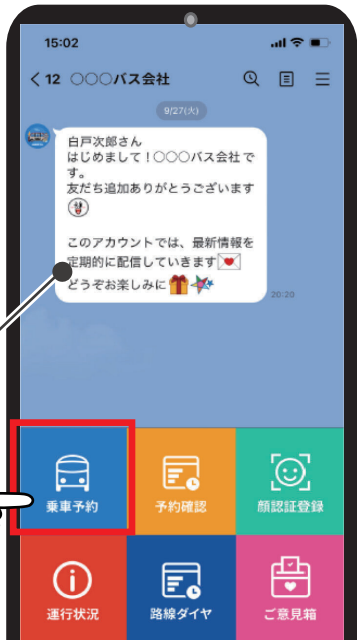 15:02
12 ○○○バス会社
9/27(火)
白戸次郎さん
はじめまして！○○○バス会社で
す。
友だち追加ありがとうございます
このアカウントでは、最新情報を
定期的に配信していきます
どうぞお楽しみに
20:20
乗車予約
予約確認
顔認証登録
運行状況
路線ダイヤ
ご意見箱